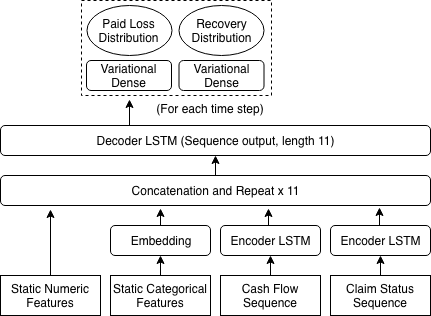 Paid Loss
Distribution
Recovery
Distribution
Variational
Dense
Variational
Dense
(For each time step)
Decoder LSTM (Sequence output, length 11)
Concatenation and Repeat x 11
Embedding
Encoder LSTM
Encoder LSTM
Static Numeric
Features
Static Categorical
Features
Cash Flow
Sequence
Claim Status
Sequence